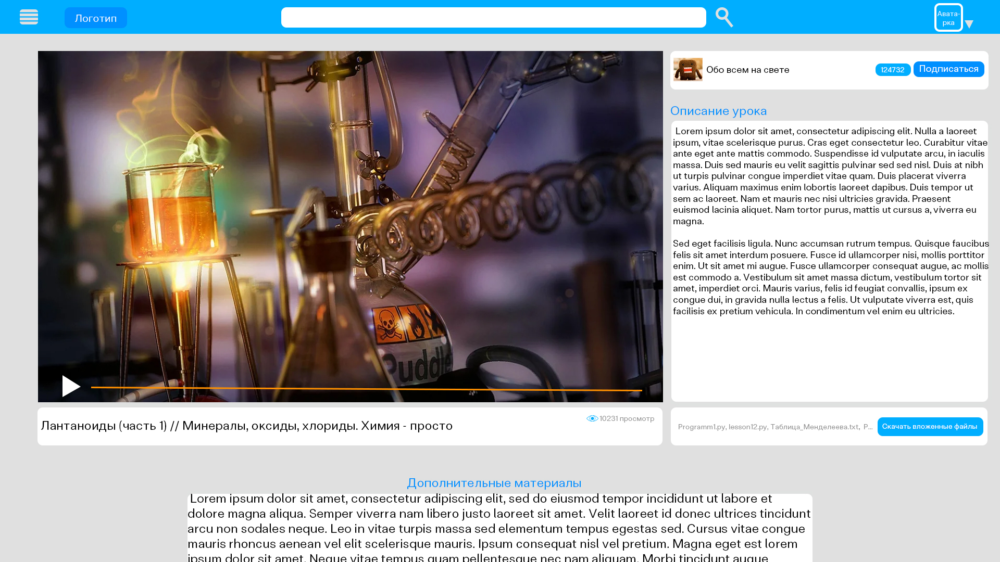 Логотип
Авата-
рка
Обо всем на свете
124732
Подписаться
Описание урока
Lorem ipsum dolor sit amet, consectetur adipiscing elit. Nulla a laoreet
ipsum, vitae scelerisque purus. Cras eget consectetur leo. Curabitur vitae
ante eget ante mattis commodo. Suspendisse id vulputate arcu, in iaculis
massa. Duis sed mauris eu velit sagittis pulvinar sed sed nisl. Duis at nibh
ut turpis pulvinar congue imperdiet vitae quam. Duis placerat viverra
varius. Aliquam maximus enim lobortis laoreet dapibus. Duis tempor ut
sem ac laoreet. Nam et mauris nec nisi ultricies gravida. Praesent
euismod lacinia aliquet. Nam tortor purus, mattis ut cursus a, viverra eu
magna.
Sed eget facilisis ligula. Nunc accumsan rutrum tempus. Quisque faucibus
felis sit amet interdum posuere. Fusce id ullamcorper nisi, mollis porttitor
enim. Ut sit amet mi augue. Fusce ullamcorper consequat augue, ac mollis
est commodo a. Vestibulum sit amet massa dictum, vestibulum tortor sit
amet, imperdiet orci. Mauris varius, felis id feugiat convallis, ipsum ex
congue dui, in gravida nulla lectus a felis. Ut vulputate viverra est, quis
facilisis ex pretium vehicula. In condimentum vel enim eu ultricies.
Puddle
Лантаноиды (часть 1) // Минералы, оксиды, хлориды. Химия - просто
10231 просмотр
Programm1.py, lesson12.py, Таблица_Менделеева.txt, P...
Скачать вложенные файлы
Дополнительные материалы
Lorem ipsum dolor sit amet, consectetur adipiscing elit, sed do eiusmod tempor incididunt ut labore et
dolore magna aliqua. Semper viverra nam libero justo laoreet sit amet. Velit laoreet id donec ultrices tincidunt
arcu non sodales neque. Leo in vitae turpis massa sed elementum tempus egestas sed. Cursus vitae congue
mauris rhoncus aenean vel elit scelerisque mauris. Ipsum consequat nisl vel pretium. Magna eget est lorem
ipsum dolor sit amet. Neque vitae tempus quam pellentesque nec nam aliquam. Morbi tincidunt augue